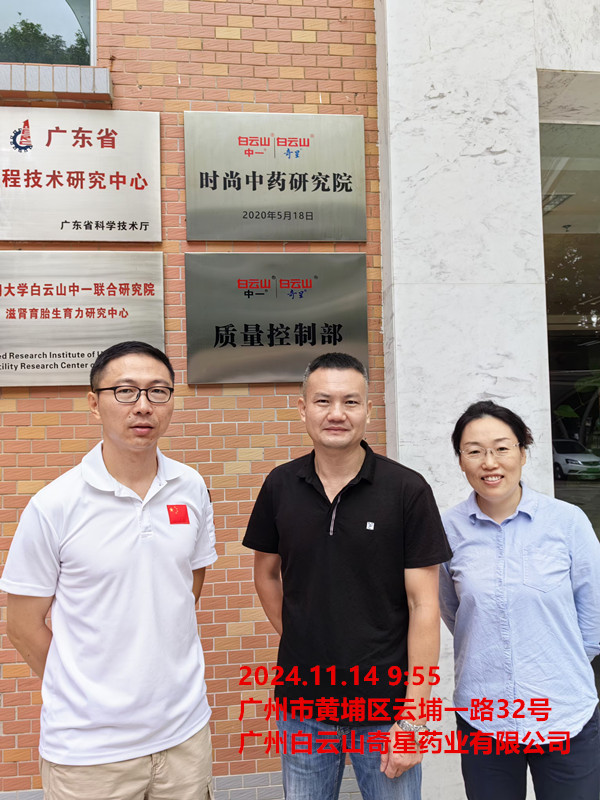 广东省
程技术研究中心
广东省科学技术厅
白云山® 白云山®
中一® 奇星®
时尚中药研究院
2020年5月18日
大学白云山中一联合研究院
滋肾育胎生育力研究中心
ed Research Institute of
tility Research Center of
白云山® 白云山®
中一® 奇星®
质量控制部
2024.11.14 9:55
广州市黄埔区云埔一路32号
广州白云山奇星药业有限公司